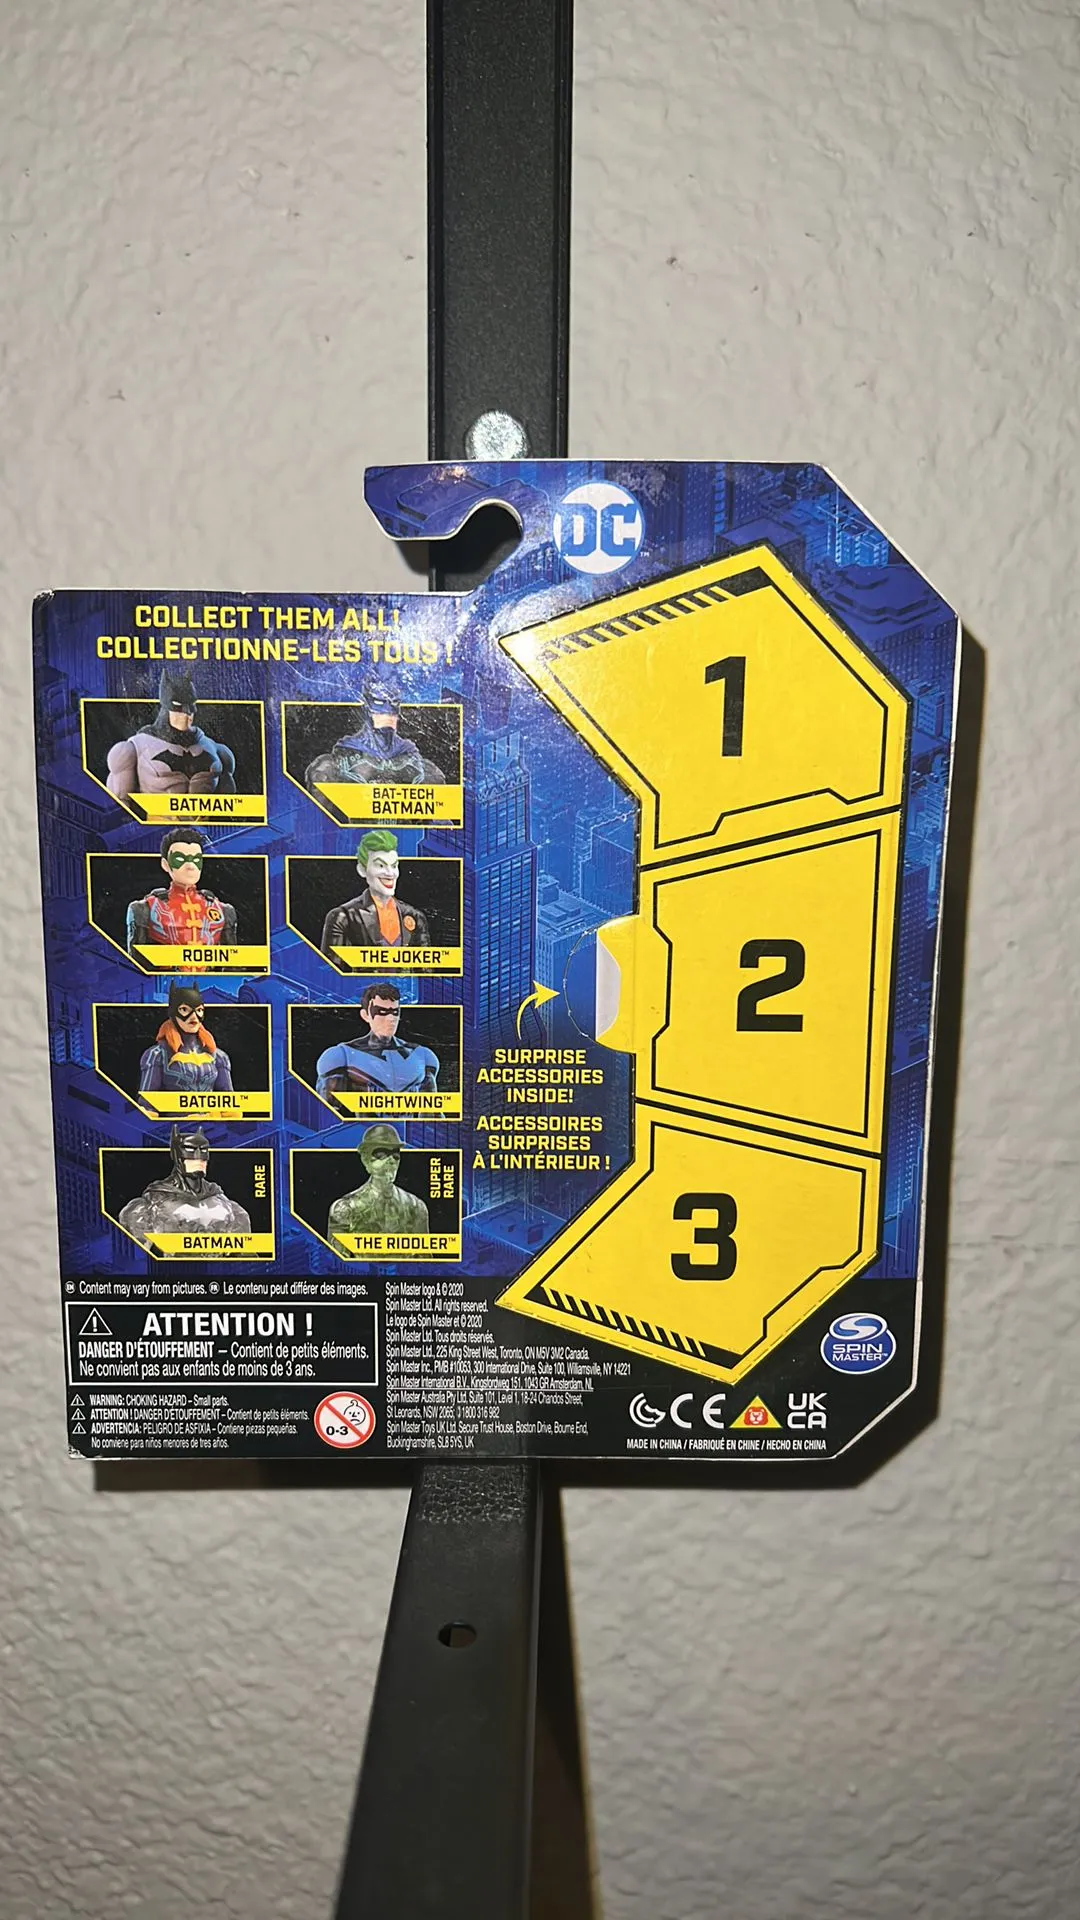 DC™
COLLECT THEM ALL!
COLLECTIONNE-LES TOUS !
BATMAN™
BAT-TECH
BATMAN™
ROBIN™
THE JOKER™
BATGIRL™
NIGHTWING™
RARE
BATMAN™
SUPER
RARE
THE RIDDLER™
SURPRISE
ACCESSORIES
INSIDE!
ACCESSOIRES
SURPRISES
À L'INTÉRIEUR !
1
2
3
EN Content may vary from pictures. FR Le contenu peut différer des images.
ATTENTION !
DANGER D'ÉTOUFFEMENT – Contient de petits éléments.
Ne convient pas aux enfants de moins de 3 ans.
WARNING: CHOKING HAZARD – Small parts.
ATTENTION ! DANGER D'ÉTOUFFEMENT – Contient de petits éléments.
ADVERTENCIA: PELIGRO DE ASFIXIA – Contiene piezas pequeñas.
No conviene para niños menores de tres años.
0-3
Spin Master logo & © 2020
Spin Master Ltd. All rights reserved.
Le logo de Spin Master et © 2020
Spin Master Ltd. Tous droits réservés.
Spin Master Ltd., 225 King Street West, Toronto, ON M5V 3M2 Canada
Spin Master Inc., PMB #10053, 300 International Drive, Suite 100, Williamsville, NY 14221
Spin Master International B.V., Kingsfordweg 151, 1043 GR Amsterdam, NL
Spin Master Australia Pty Ltd, Suite 101, Level 1, 18-24 Chandos Street,
St Leonards, NSW 2065; 1800 316 982
Spin Master Toys UK Ltd. Secure Trust House, Boston Drive, Bourne End,
Buckinghamshire, SL8 5YS, UK
SPIN
MASTER™
CE
UK
CA
MADE IN CHINA / FABRIQUÉ EN CHINE / HECHO EN CHINA